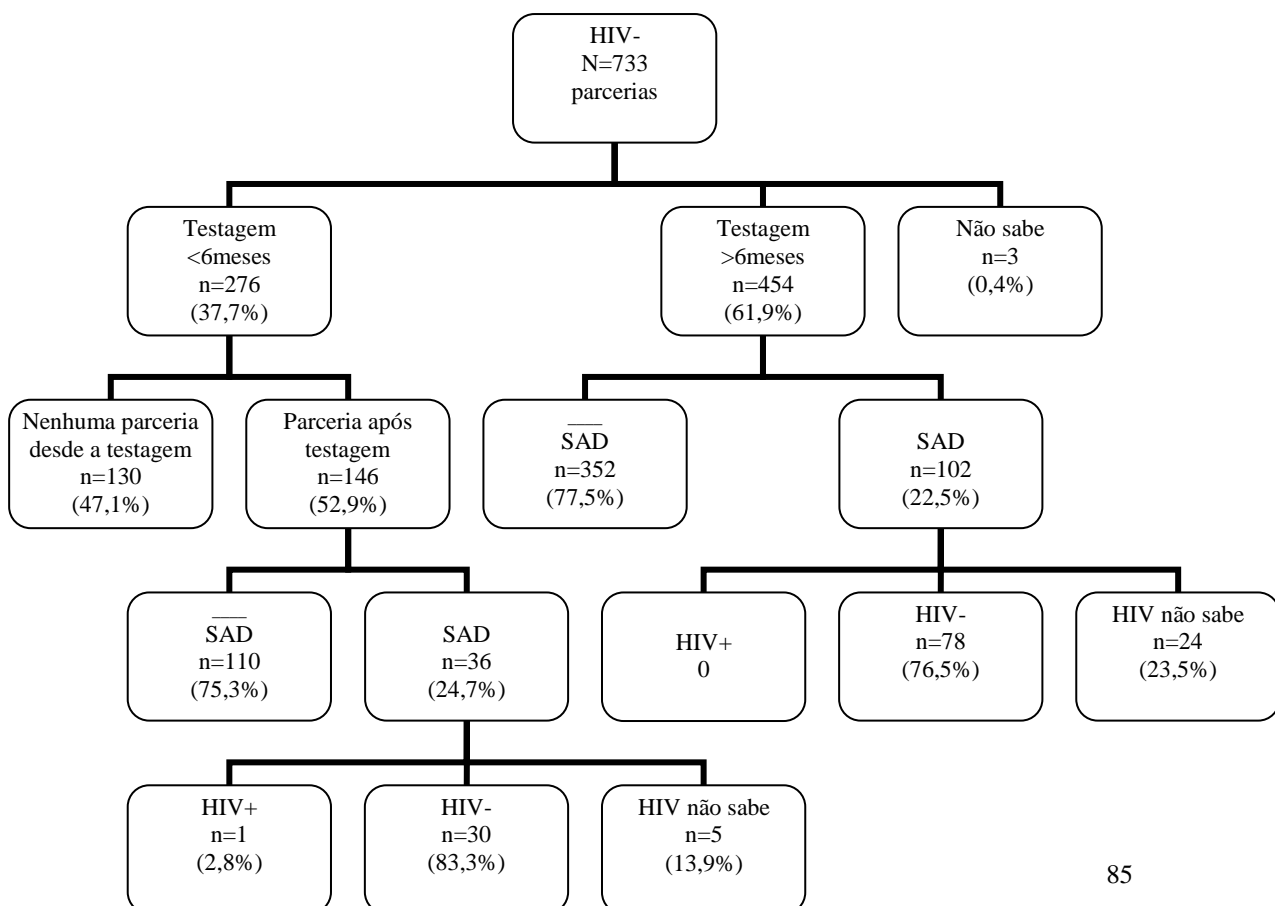 HIV-
N=733
parcerias
Testagem
<6meses
n=276
(37,7%)
Testagem
>6meses
n=454
(61,9%)
Não sabe
n=3
(0,4%)
Nenhuma parceria
desde a testagem
n=130
(47,1%)
Parceria após
testagem
n=146
(52,9%)
S̅A̅D̅
n=352
(77,5%)
SAD
n=102
(22,5%)
S̅A̅D̅
n=110
(75,3%)
SAD
n=36
(24,7%)
HIV+
0
HIV-
n=78
(76,5%)
HIV não sabe
n=24
(23,5%)
HIV+
n=1
(2,8%)
HIV-
n=30
(83,3%)
HIV não sabe
n=5
(13,9%)
85